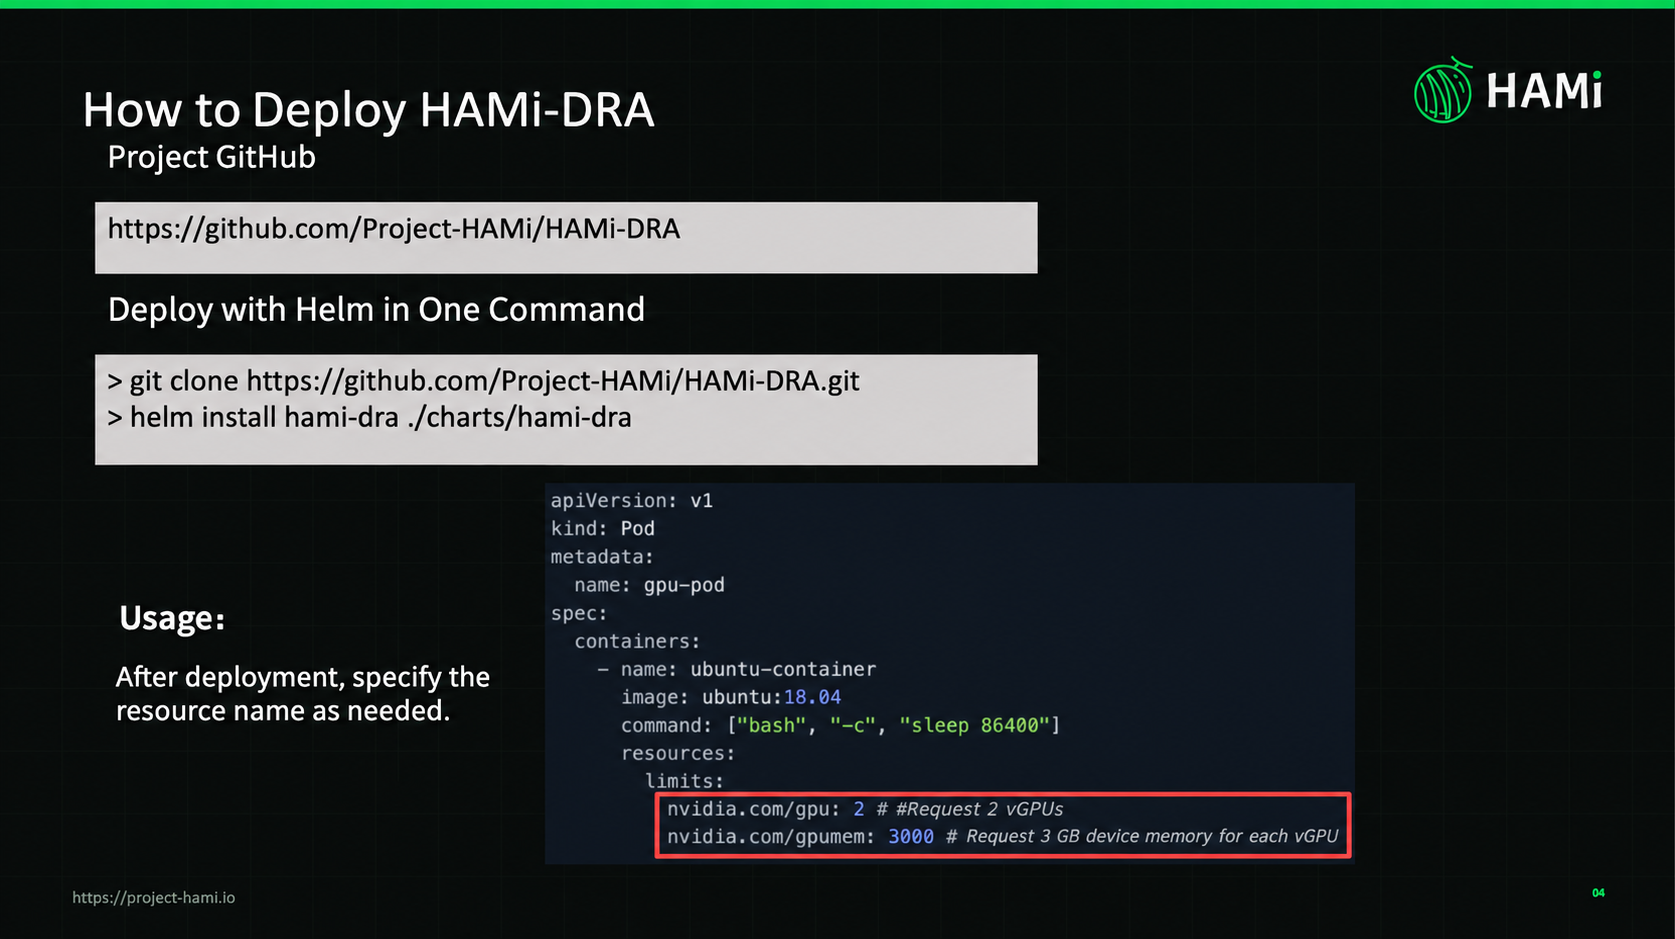 How to Deploy HAMi-DRA
HAMi
Project GitHub
https://github.com/Project-HAMi/HAMi-DRA
Deploy with Helm in One Command
> git clone https://github.com/Project-HAMi/HAMi-DRA.git
> helm install hami-dra ./charts/hami-dra
Usage:
After deployment, specify the
resource name as needed.
apiVersion: v1
kind: Pod
metadata:
  name: gpu-pod
spec:
  containers:
    - name: ubuntu-container
      image: ubuntu:18.04
      command: ["bash", "-c", "sleep 86400"]
      resources:
        limits:
          nvidia.com/gpu: 2 # #Request 2 vGPUs
          nvidia.com/gpumem: 3000 # Request 3 GB device memory for each vGPU
https://project-hami.io
04